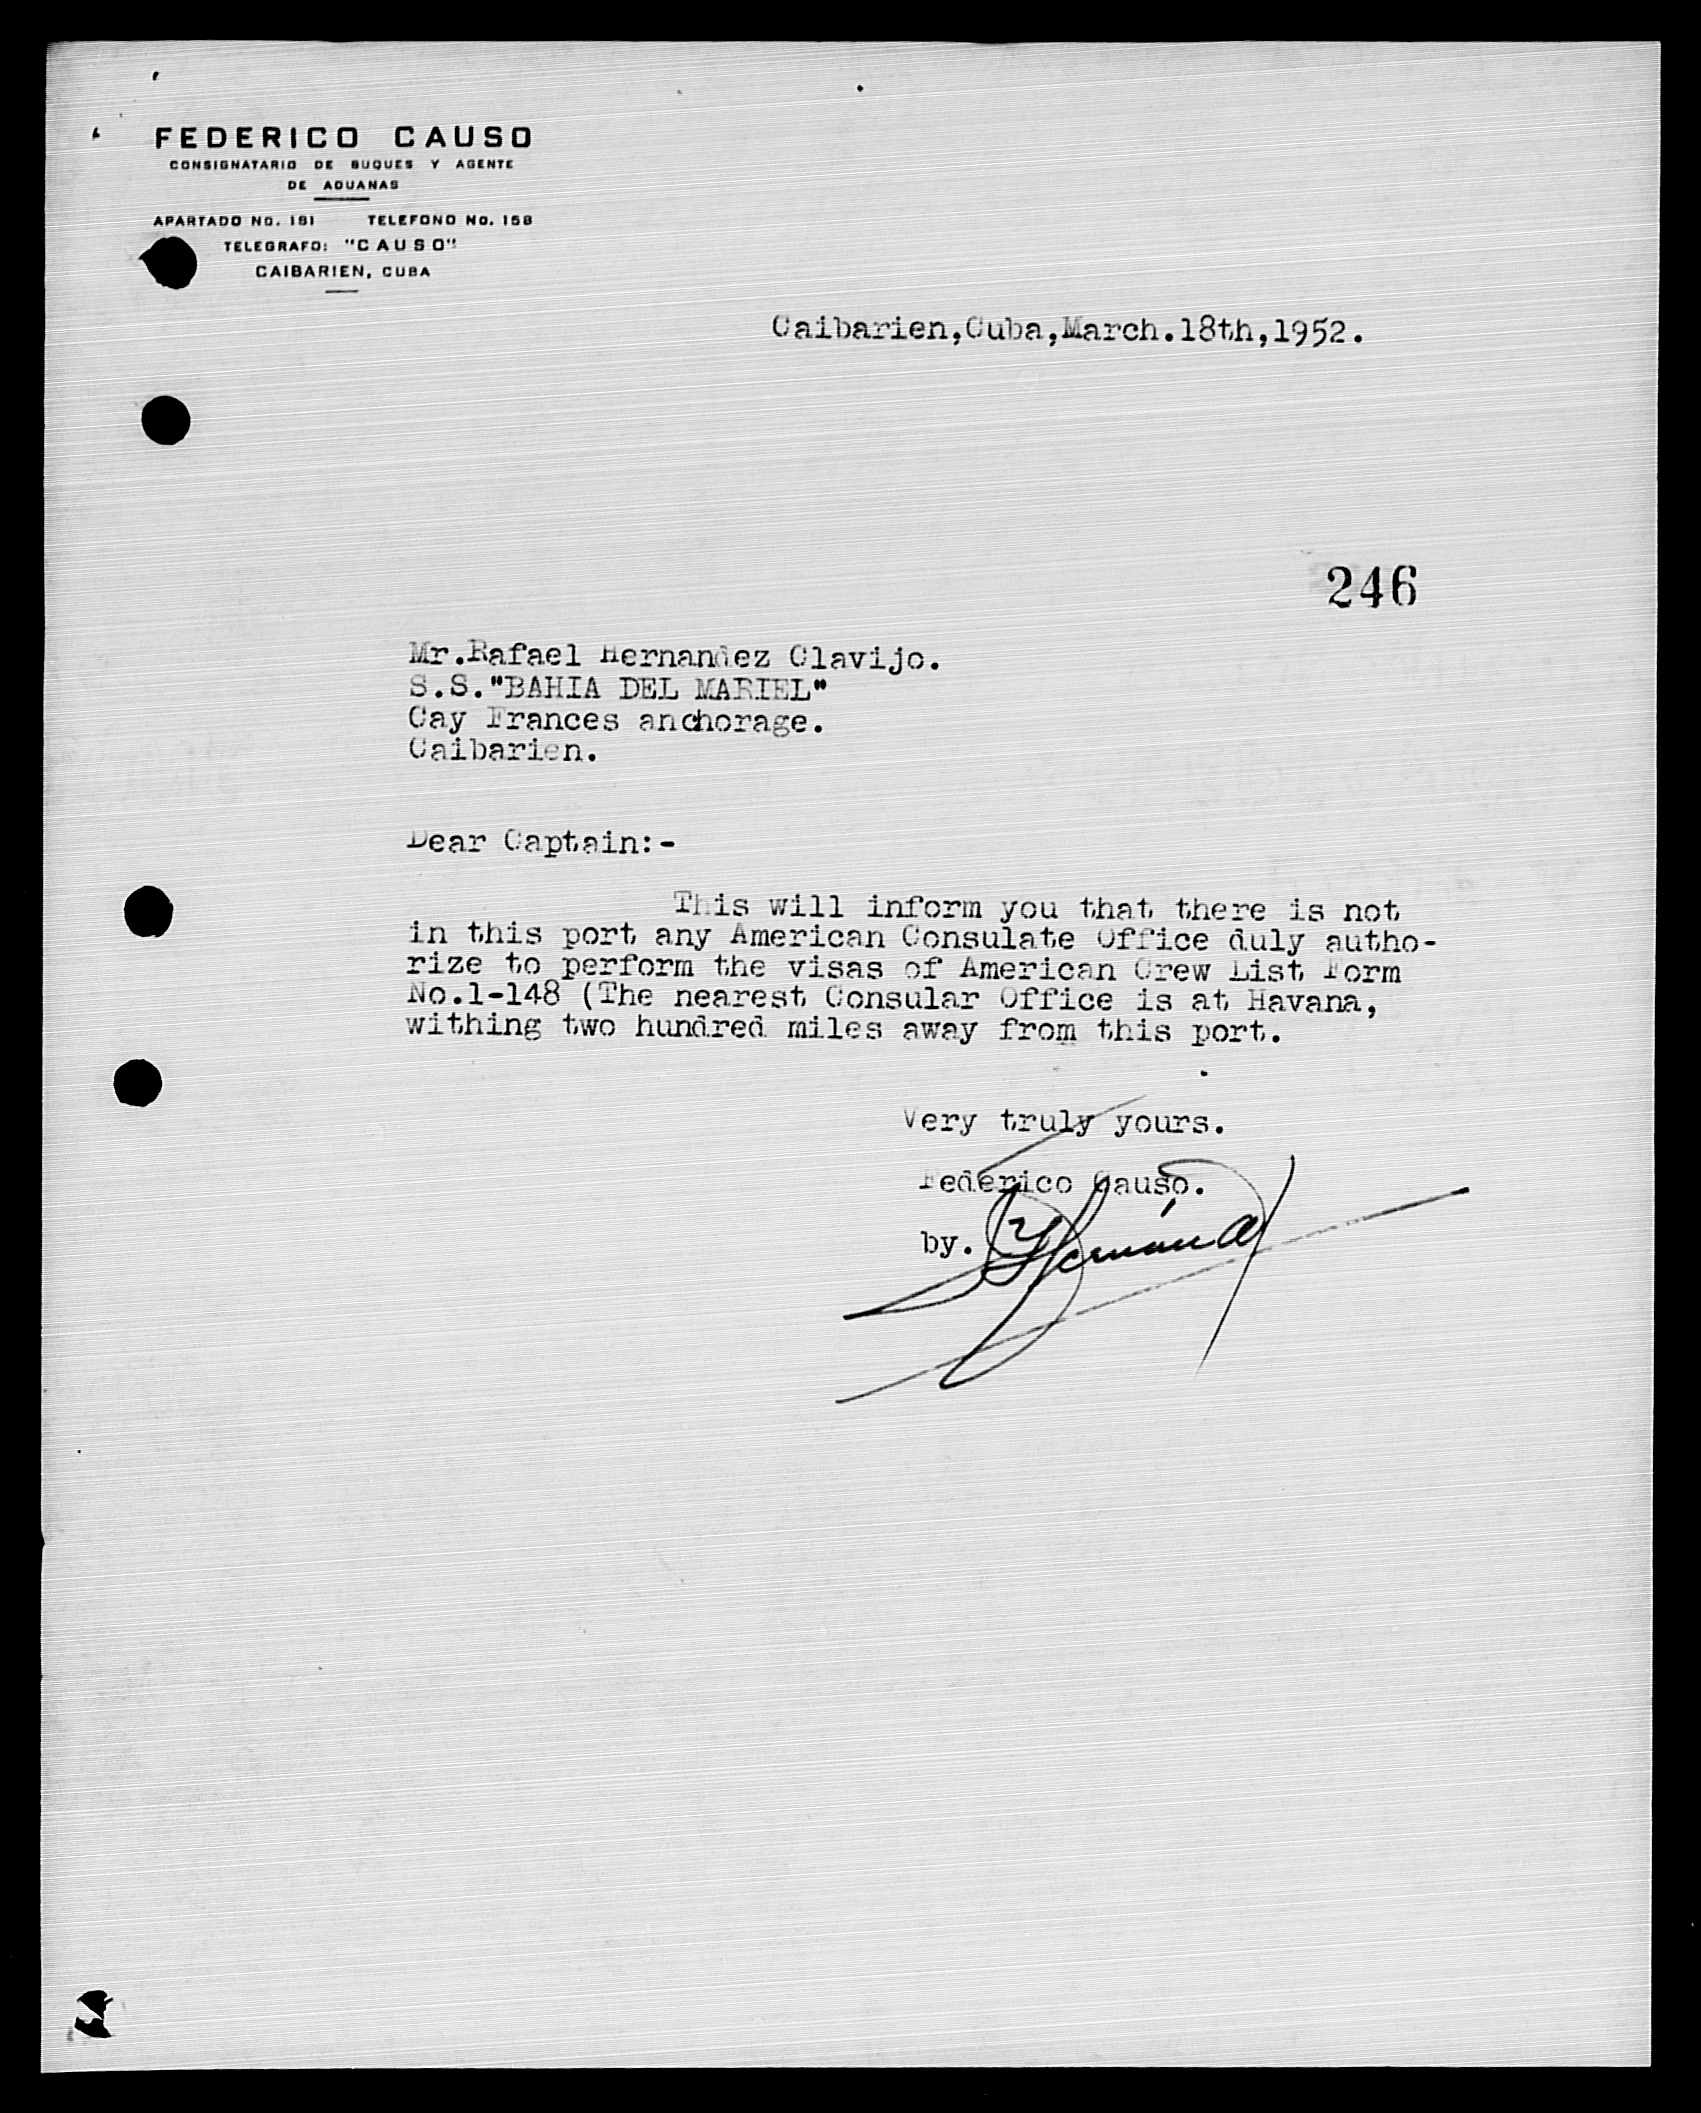 FEDERICO CAUSO
CONSIGNATARIO DE BUQUES Y AGENTE
DE ADUANAS
APARTADO NO. 181 TELEFONO NO. 158
TELEGRAFO: "CAUSO"
CAIBARIEN, CUBA
Caibarien,Cuba,March.18th,1952.
246
Mr.Rafael Hernandez Clavijo.
S.S."BAHIA DEL MARIEL"
Cay Frances anchorage.
Caibarien.
Dear Captain:-
This will inform you that there is not
in this port any American Consulate Office duly autho-
rize to perform the visas of American Crew List Form
No.1-148 (The nearest Consular Office is at Havana,
withing two hundred miles away from this port.
Very truly yours.
Federico Causo.
by.